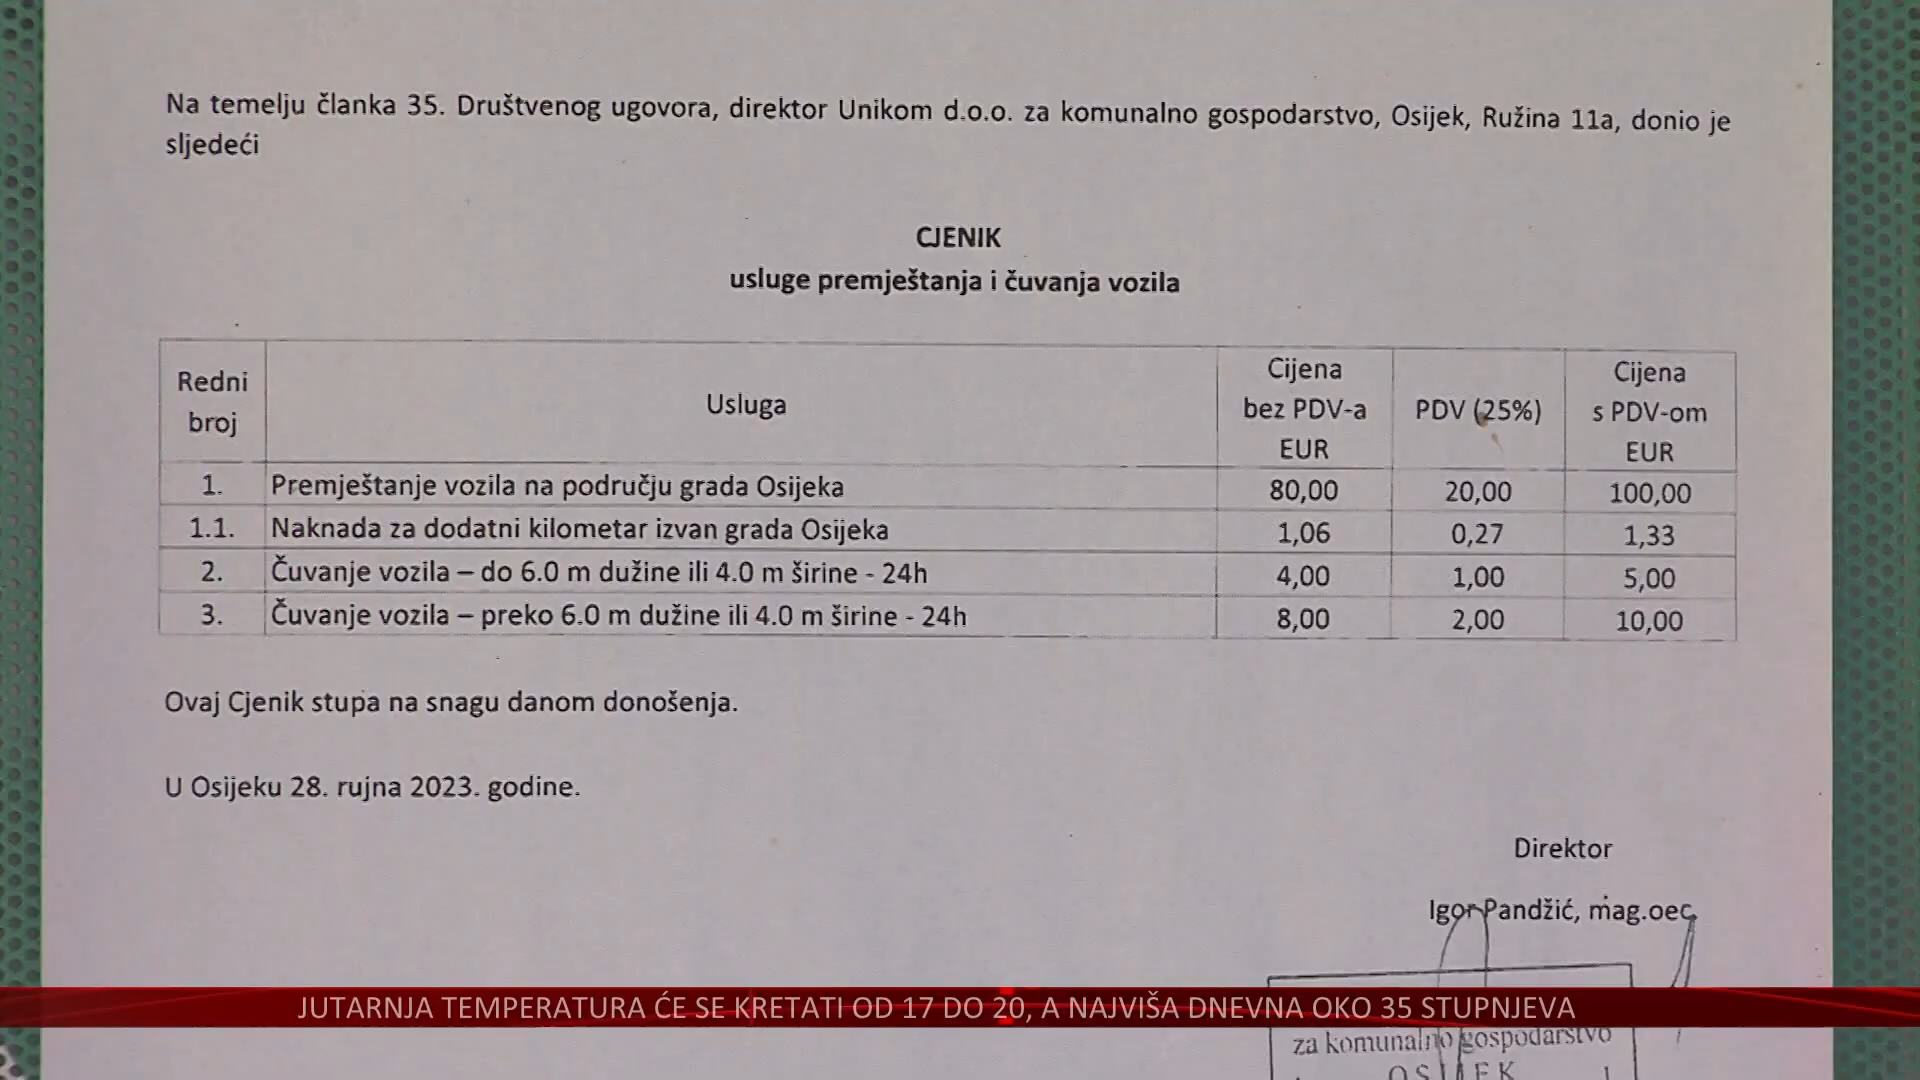 Na temelju članka 35. Društvenog ugovora, direktor Unikom d.o.o. za komunalno gospodarstvo, Osijek, Ružina 11a, donio je
sljedeći
CJENIK
usluge premještanja i čuvanja vozila
Redni broj Usluga Cijena bez PDV-a EUR PDV (25%) Cijena s PDV-om EUR
1. Premještanje vozila na području grada Osijeka 80,00 20,00 100,00
1.1. Naknada za dodatni kilometar izvan grada Osijeka 1,06 0,27 1,33
2. Čuvanje vozila – do 6.0 m dužine ili 4.0 m širine - 24h 4,00 1,00 5,00
3. Čuvanje vozila – preko 6.0 m dužine ili 4.0 m širine - 24h 8,00 2,00 10,00
Ovaj Cjenik stupa na snagu danom donošenja.
U Osijeku 28. rujna 2023. godine.
Direktor
Igor Pandžić, mag.oec.
JUTARNJA TEMPERATURA ĆE SE KRETATI OD 17 DO 20, A NAJVIŠA DNEVNA OKO 35 STUPNJEVA
za komunalno gospodarstvo
OSIJEK